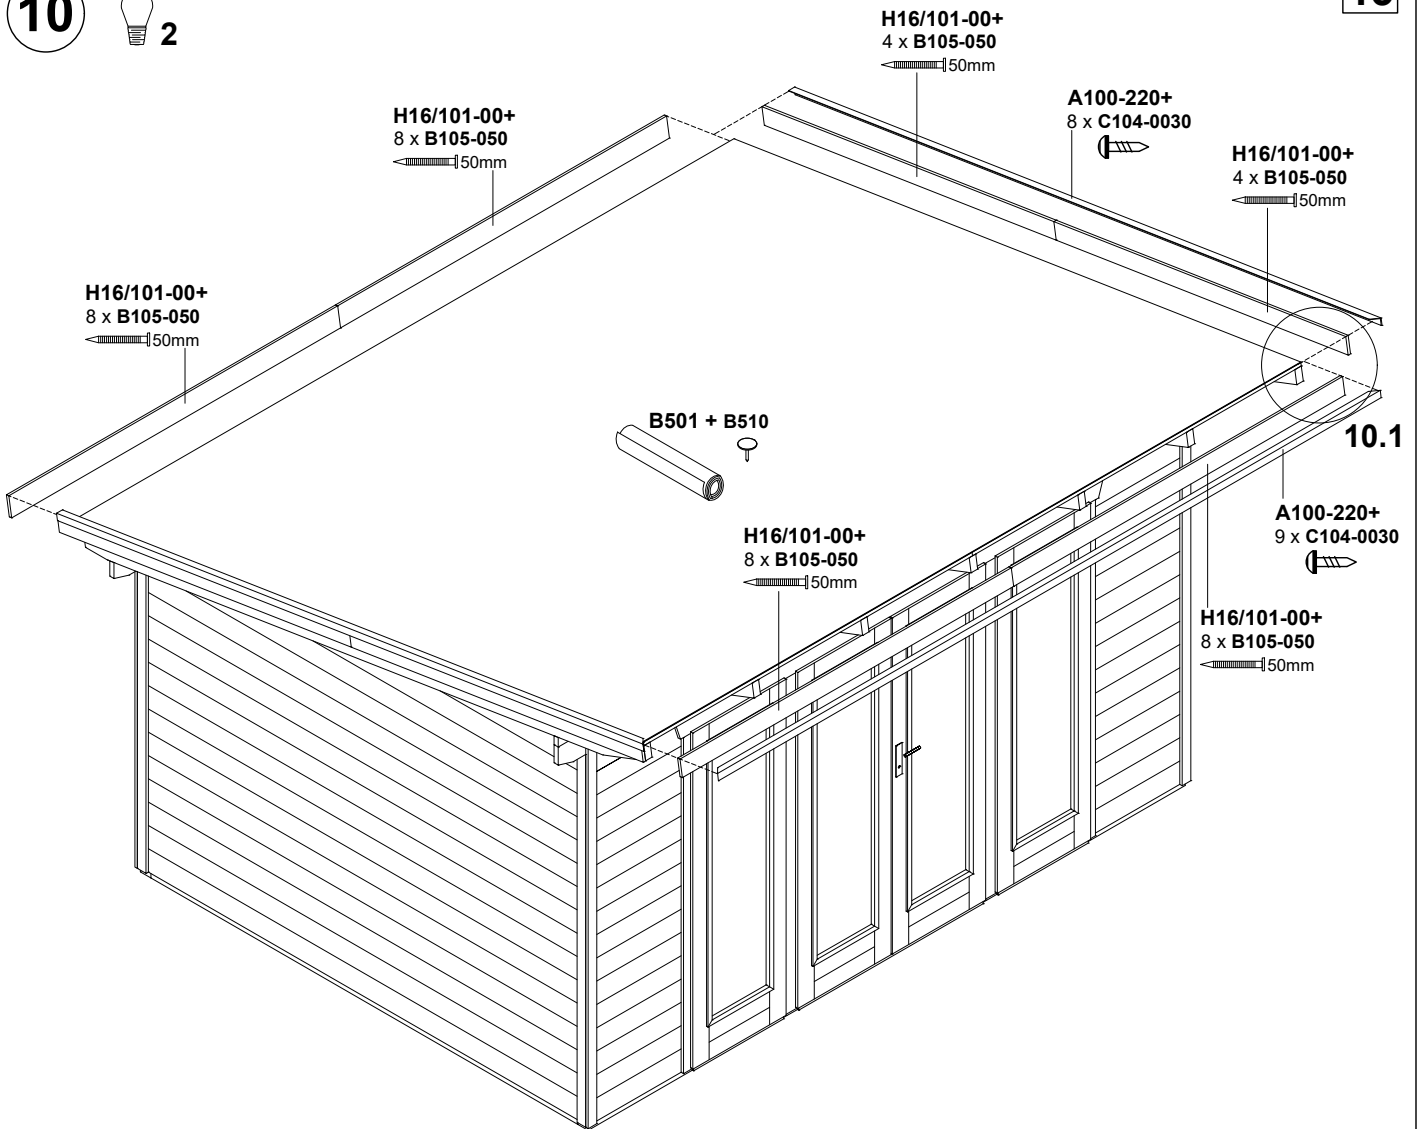 10
2
H16/101-00+
4 x B105-050
50mm
A100-220+
8 x C104-0030
H16/101-00+
8 x B105-050
50mm
H16/101-00+
4 x B105-050
50mm
H16/101-00+
8 x B105-050
50mm
B501 + B510
10.1
A100-220+
9 x C104-0030
H16/101-00+
8 x B105-050
50mm
H16/101-00+
8 x B105-050
50mm